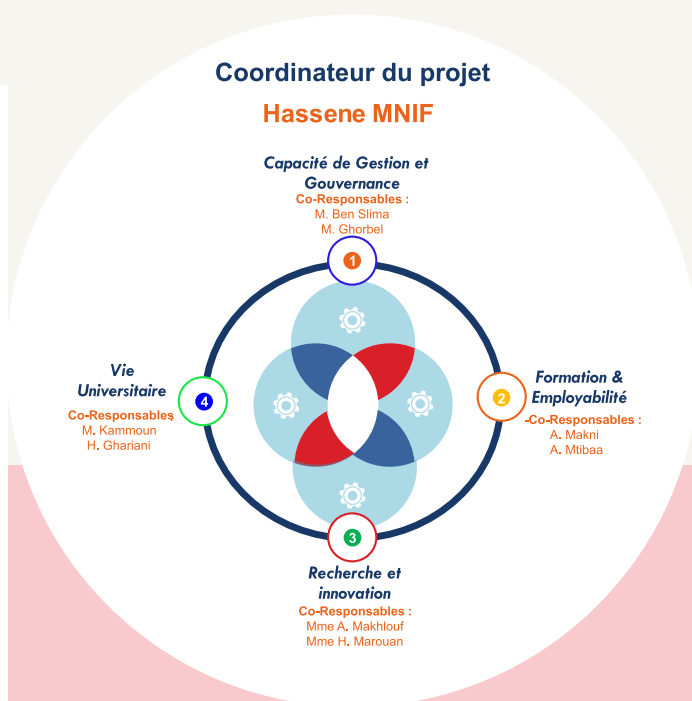 Coordinateur du projet
Hassene MNIF
Capacité de Gestion et
Gouvernance
Co-Responsables :
M. Ben Slima
M. Ghorbel
1
Vie
Universitaire
Co-Responsables
M. Kammoun
H. Ghariani
4
2
Formation &
Employabilité
-Co-Responsables :
A. Makni
A. Mtibaa
3
Recherche et
innovation
Co-Responsables :
Mme A. Makhlouf
Mme H. Marouan